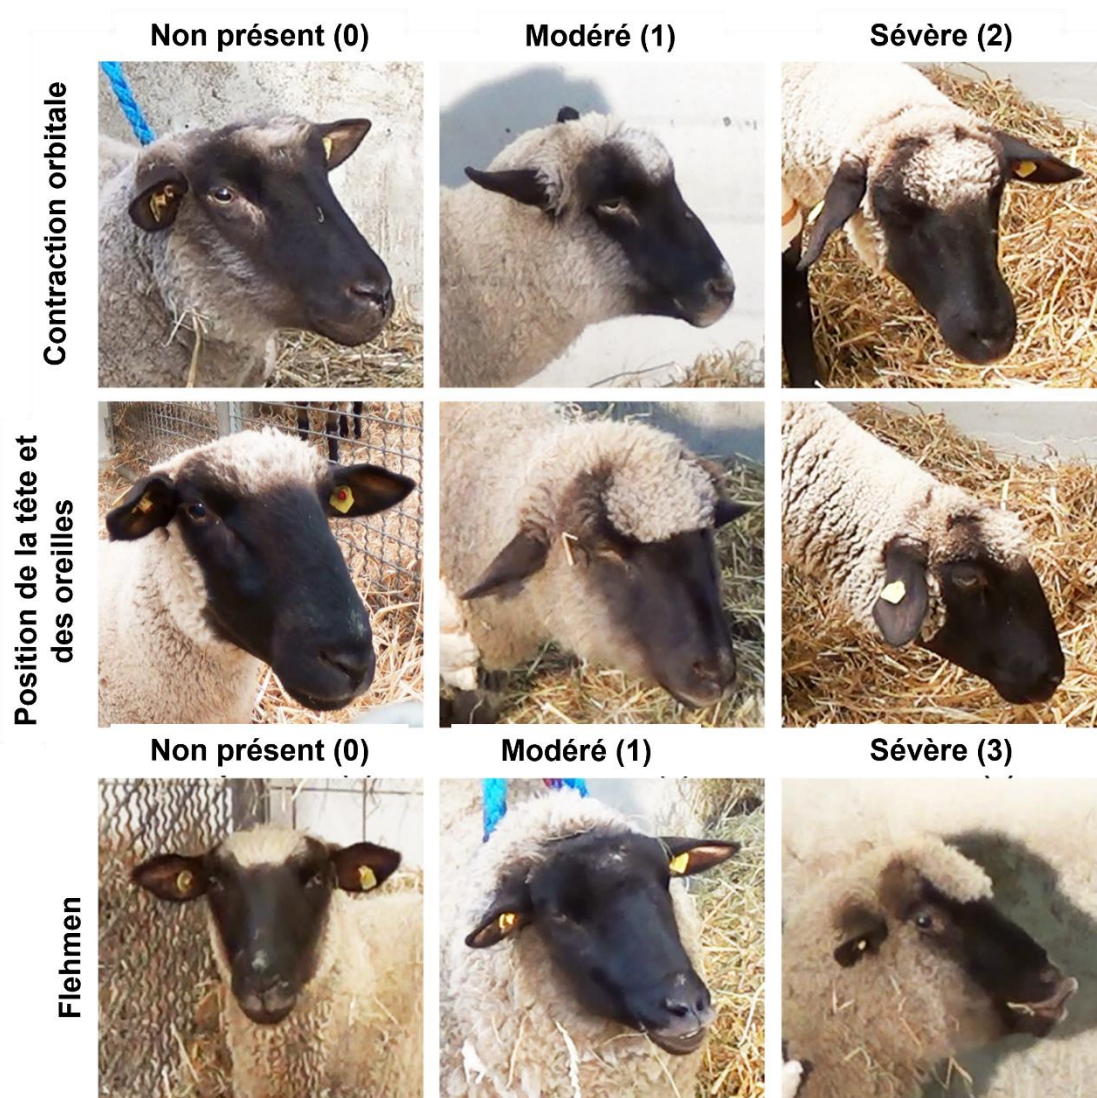 Non présent (0)
Modéré (1)
Sévère (2)
Contraction orbitale
Position de la tête et
des oreilles
Non présent (0)
Modéré (1)
Sévère (3)
Flehmen